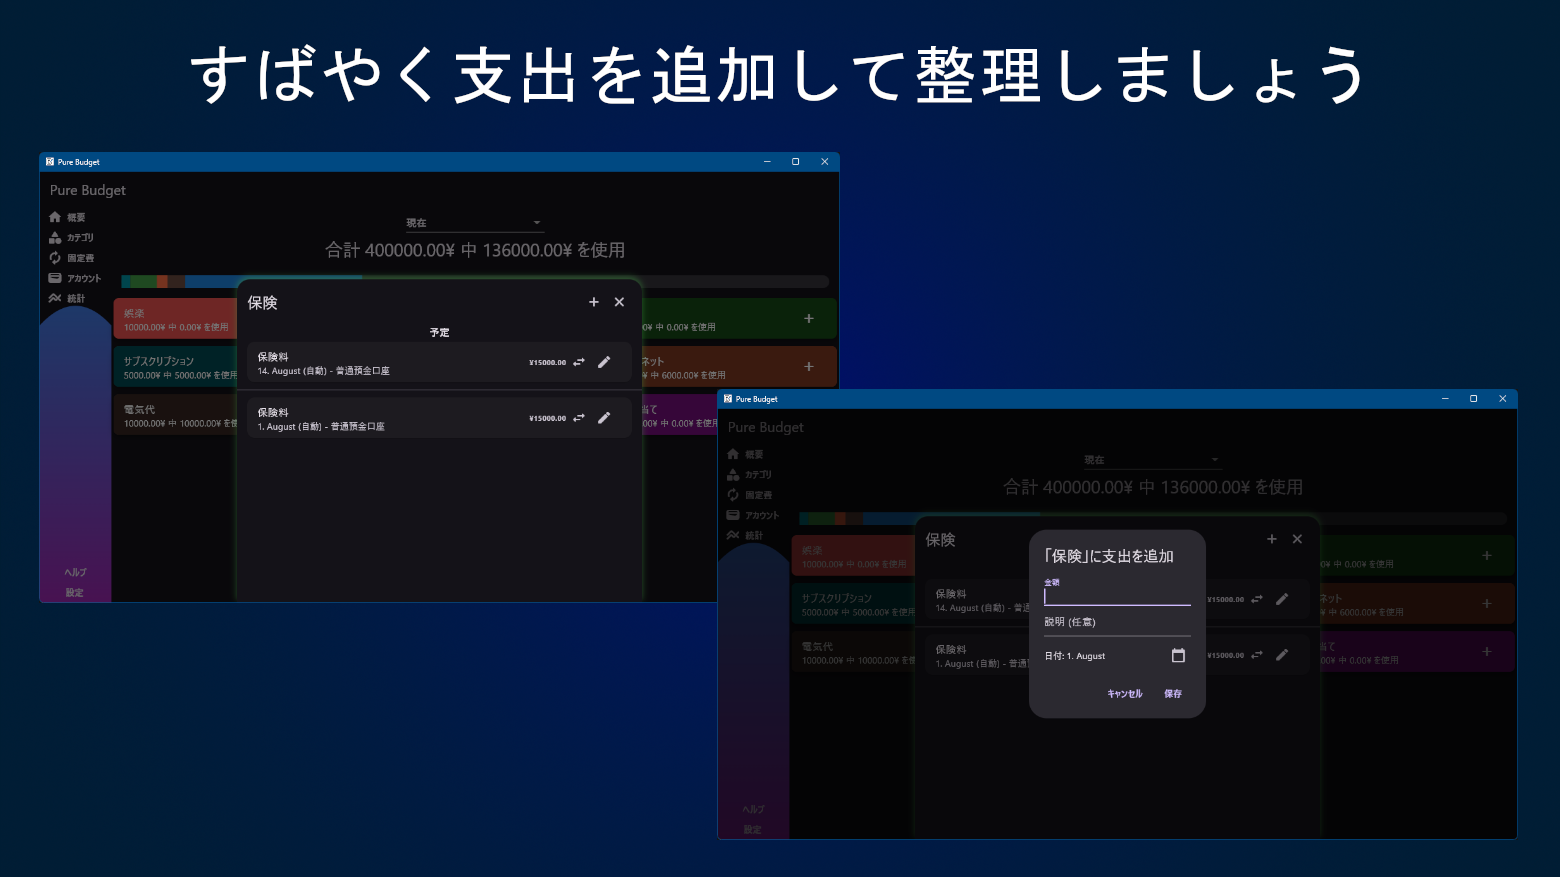 すばやく支出を追加して整理しましょう
Pure Budget
Pure Budget
概要
カテゴリ
固定費
アカウント
統計
ヘルプ
設定
現在
合計 400000.00¥ 中 136000.00¥ を使用
娯楽
10000.00¥ 中 0.00¥ を使用
サブスクリプション
5000.00¥ 中 5000.00¥ を使用
電気代
10000.00¥ 中 10000.00¥ を使
0¥ 中 0.00¥ を使用
ネット
¥ 中 6000.00¥ を使用
当て
00¥ 中 0.00¥ を使用
保険
予定
保険料
¥15000.00
14. August (自動) - 普通預金口座
保険料
¥15000.00
1. August (自動) - 普通預金口座
Pure Budget
Pure Budget
概要
カテゴリ
固定費
アカウント
統計
ヘルプ
設定
現在
合計 400000.00¥ 中 136000.00¥ を使用
娯楽
10000.00¥ 中 0.00¥ を使用
サブスクリプション
5000.00¥ 中 5000.00¥ を使用
電気代
10000.00¥ 中 10000.00¥ を使
0¥ 中 0.00¥ を使用
ネット
¥ 中 6000.00¥ を使用
当て
00¥ 中 0.00¥ を使用
保険
保険料
¥15000.00
14. August (自動) - 普通
保険料
¥15000.00
1. August (自動) - 普通
「保険」に支出を追加
金額
説明 (任意)
日付: 1. August
キャンセル
保存